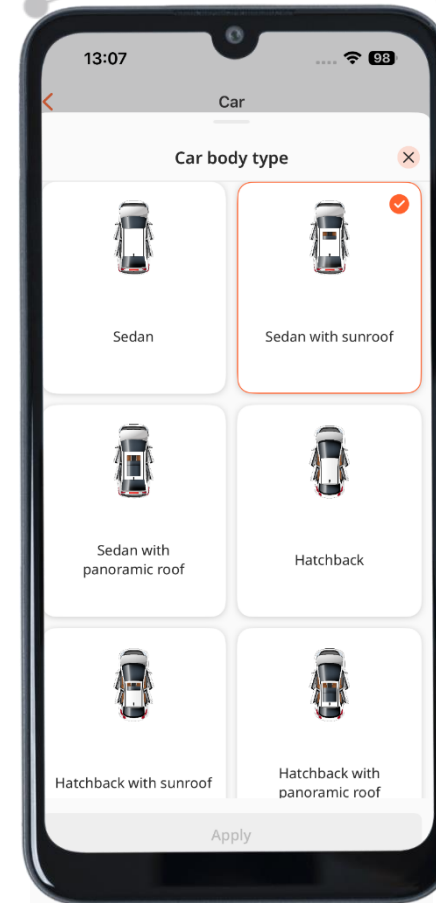 13:07
98
Car
Car body type
Sedan
Sedan with sunroof
Sedan with
panoramic roof
Hatchback
Hatchback with sunroof
Hatchback with
panoramic roof
Apply